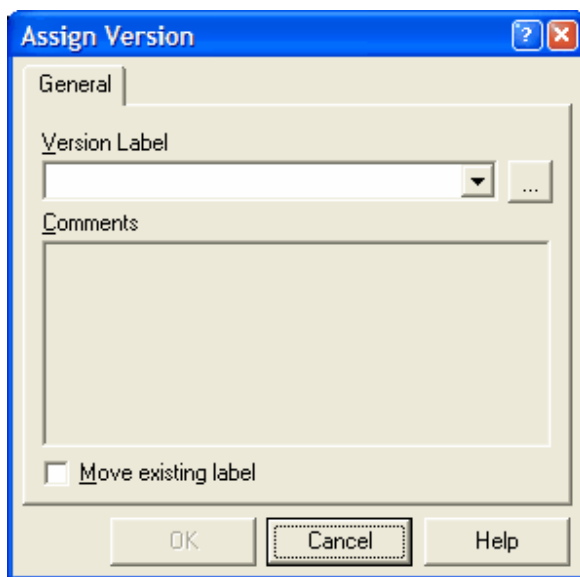 Assign Version
?
General
Version Label
...
Comments
Move existing label
OK Cancel Help